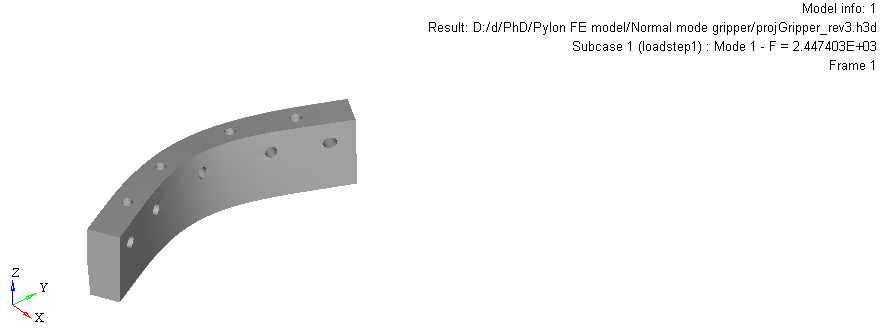 Model info: 1
Result: D:/d/PhD/Pylon FE model/Normal mode gripper/projGripper_rev3.h3d
Subcase 1 (loadstep1) : Mode 1 - F = 2.447403E+03
Frame 1
Z
Y
X